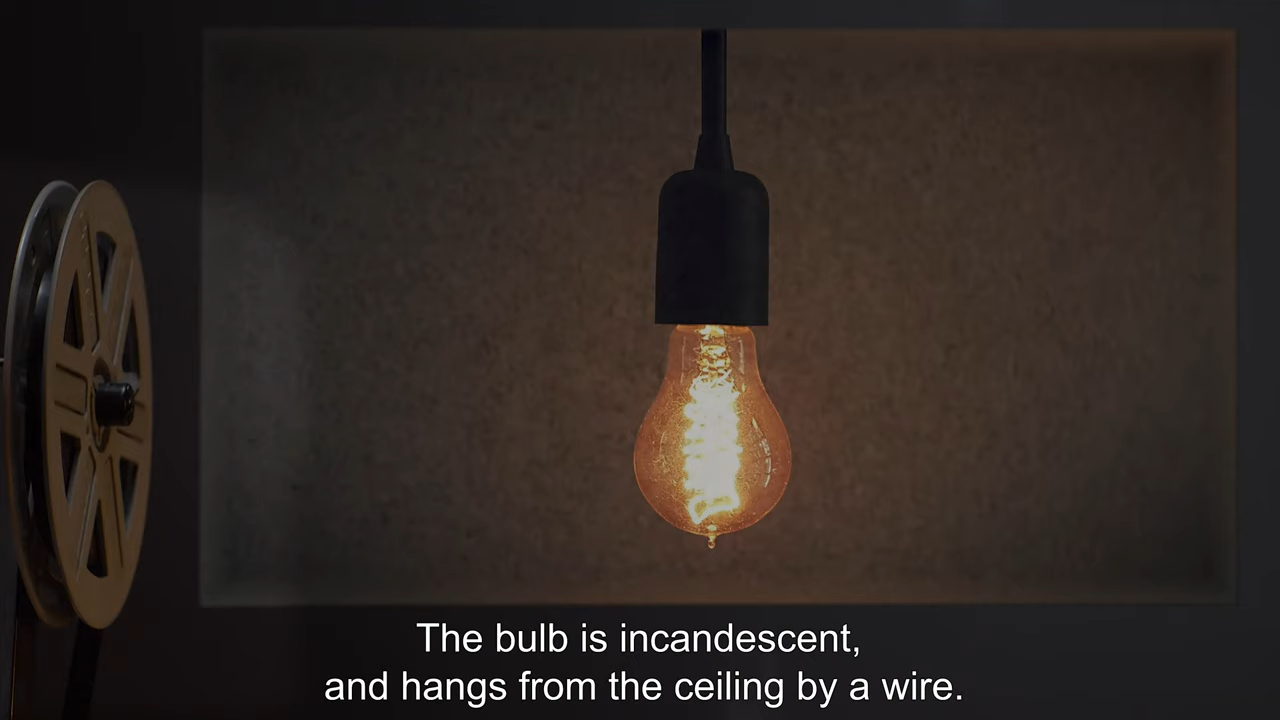 The bulb is incandescent,
and hangs from the ceiling by a wire.